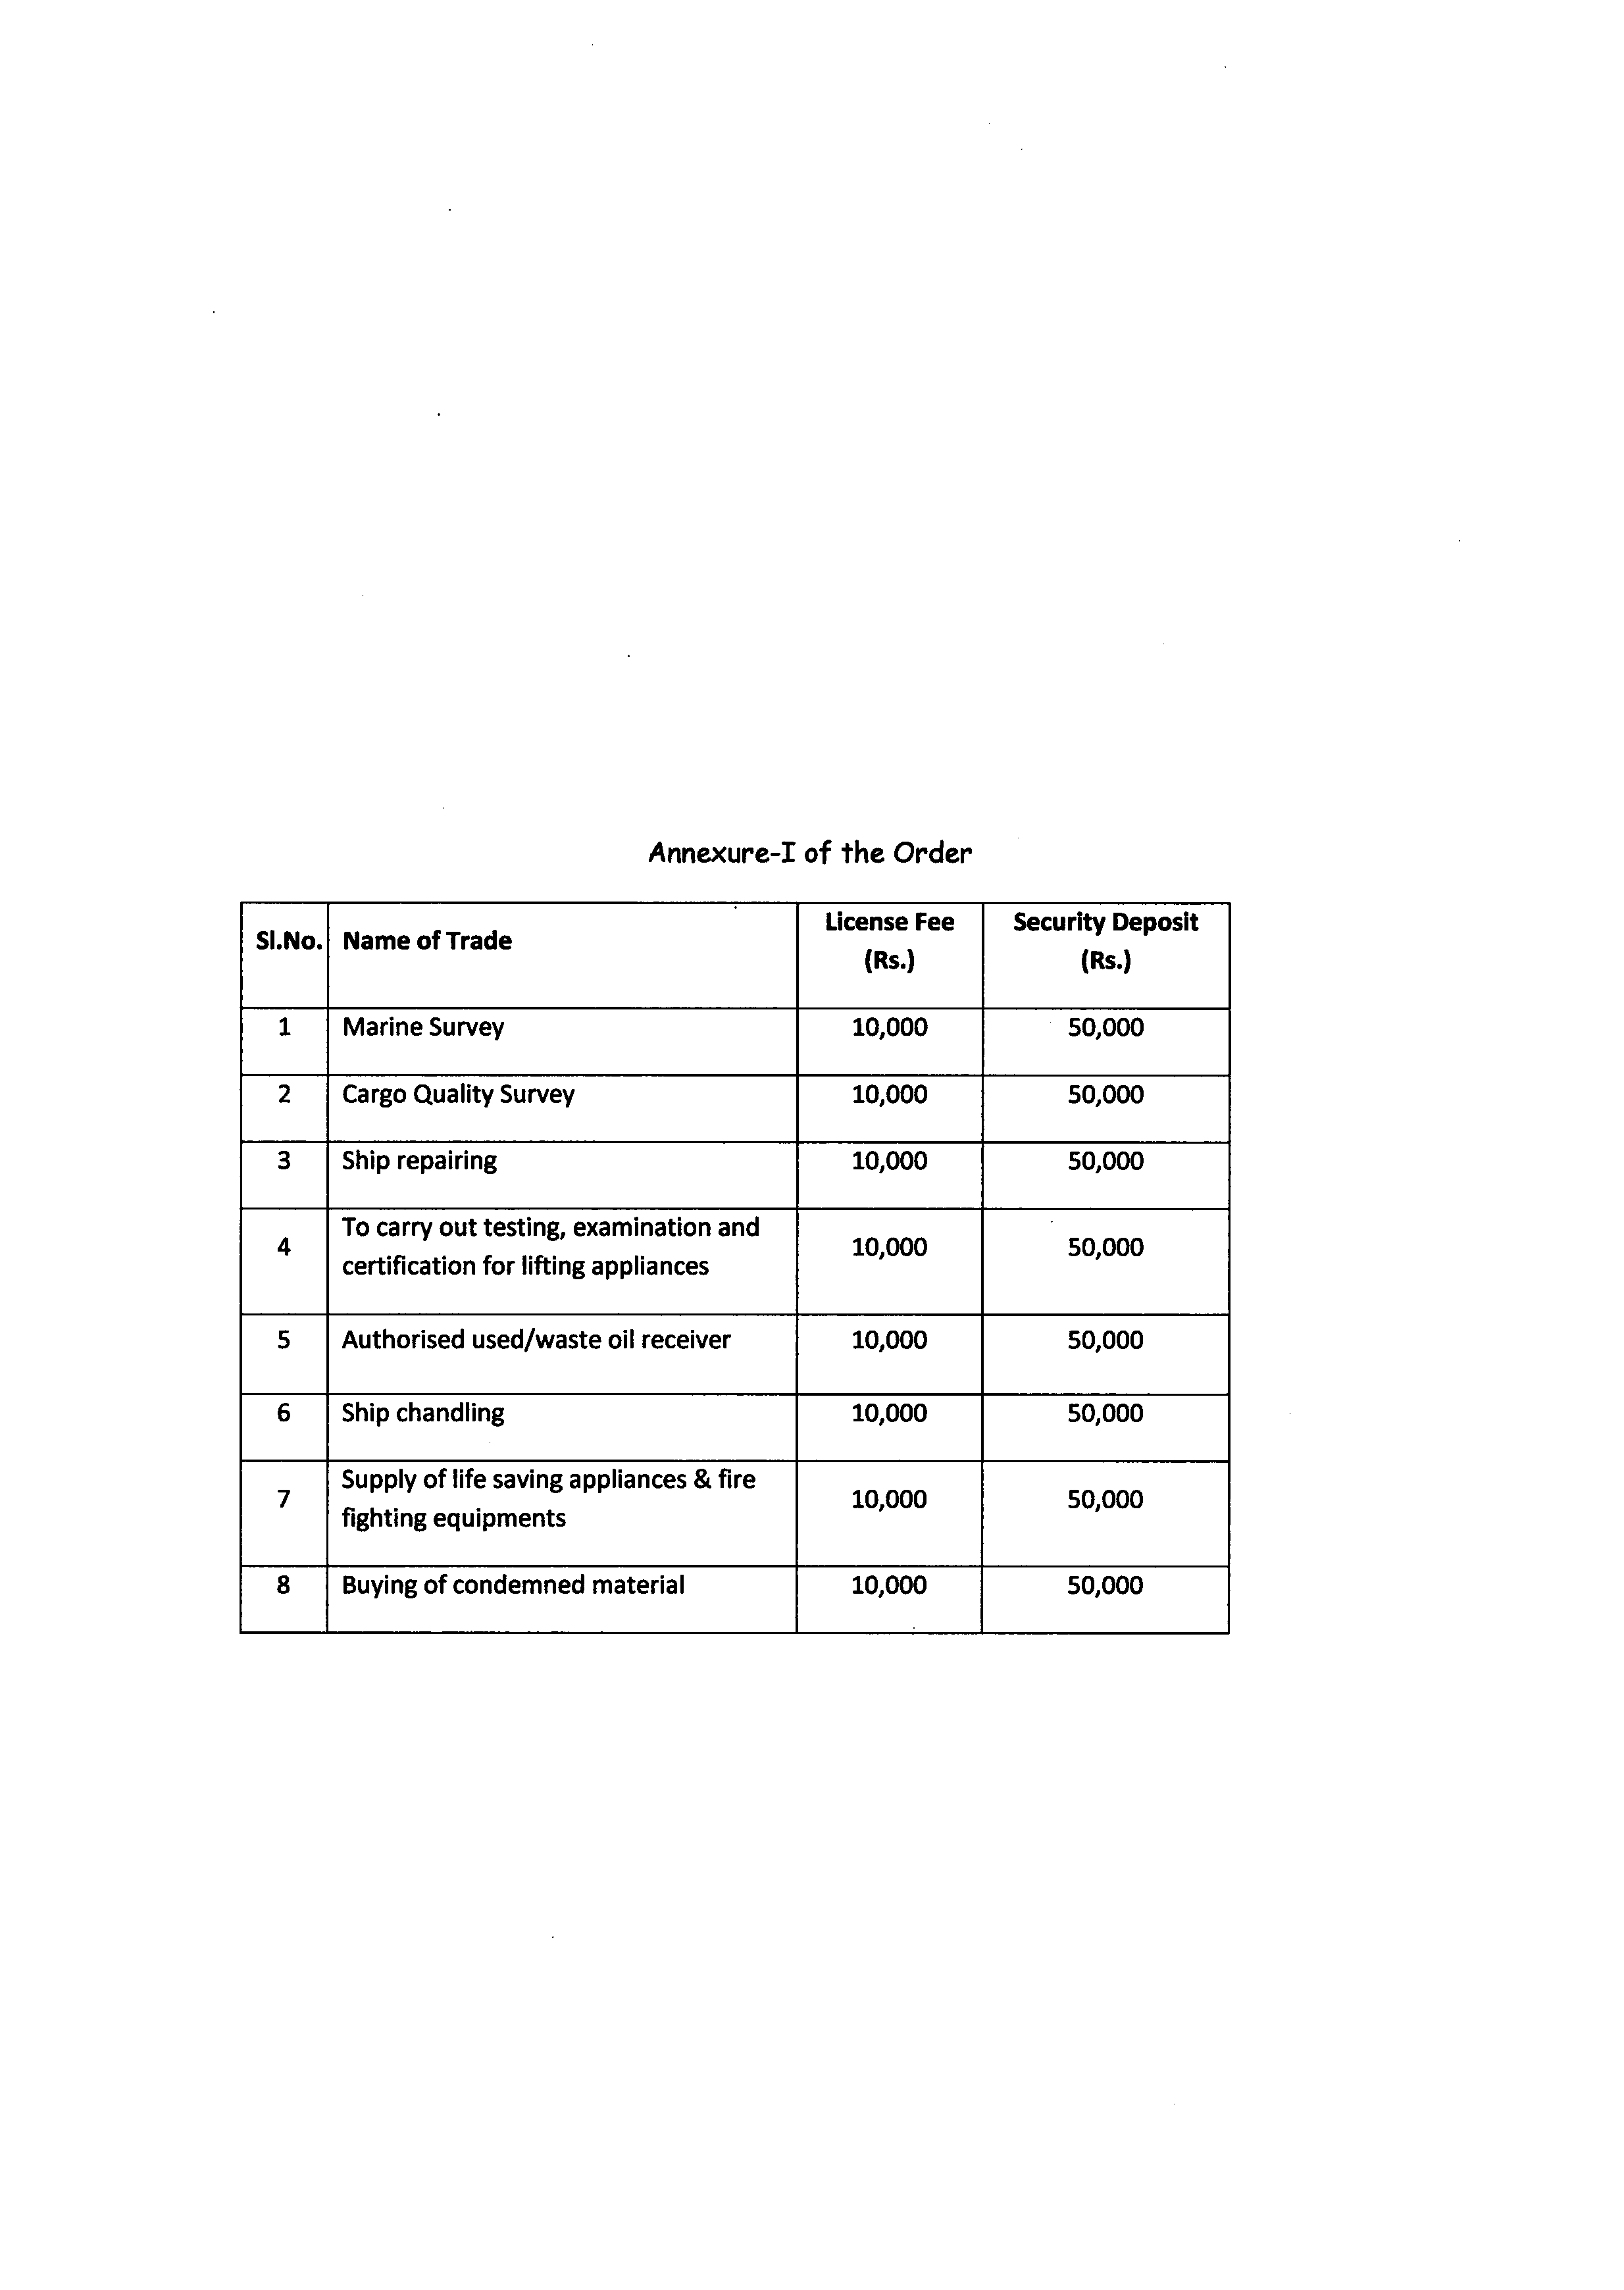 Annexure-I of the Order
Sl.No. Name of Trade License Fee (Rs.) Security Deposit (Rs.)
1 Marine Survey 10,000 50,000
2 Cargo Quality Survey 10,000 50,000
3 Ship repairing 10,000 50,000
4 To carry out testing, examination and
certification for lifting appliances 10,000 50,000
5 Authorised used/waste oil receiver 10,000 50,000
6 Ship chandling 10,000 50,000
7 Supply of life saving appliances & fire
fighting equipments 10,000 50,000
8 Buying of condemned material 10,000 50,000